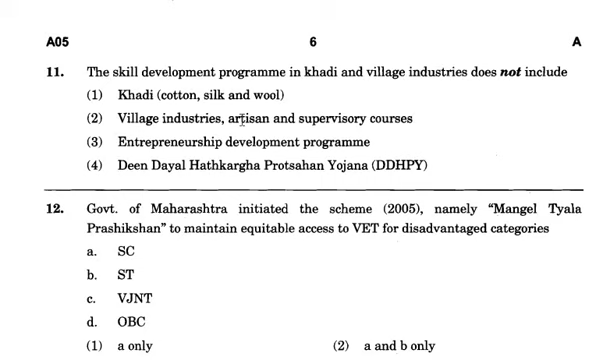 A05 6 A
11. The skill development programme in khadi and village industries does not include
(1) Khadi (cotton, silk and wool)
(2) Village industries, artisan and supervisory courses
(3) Entrepreneurship development programme
(4) Deen Dayal Hathkargha Protsahan Yojana (DDHPY)
12. Govt. of Maharashtra initiated the scheme (2005), namely “Mangel Tyala
Prashikshan” to maintain equitable access to VET for disadvantaged categories
a. SC
b. ST
c. VJNT
d. OBC
(1) a only (2) a and b only